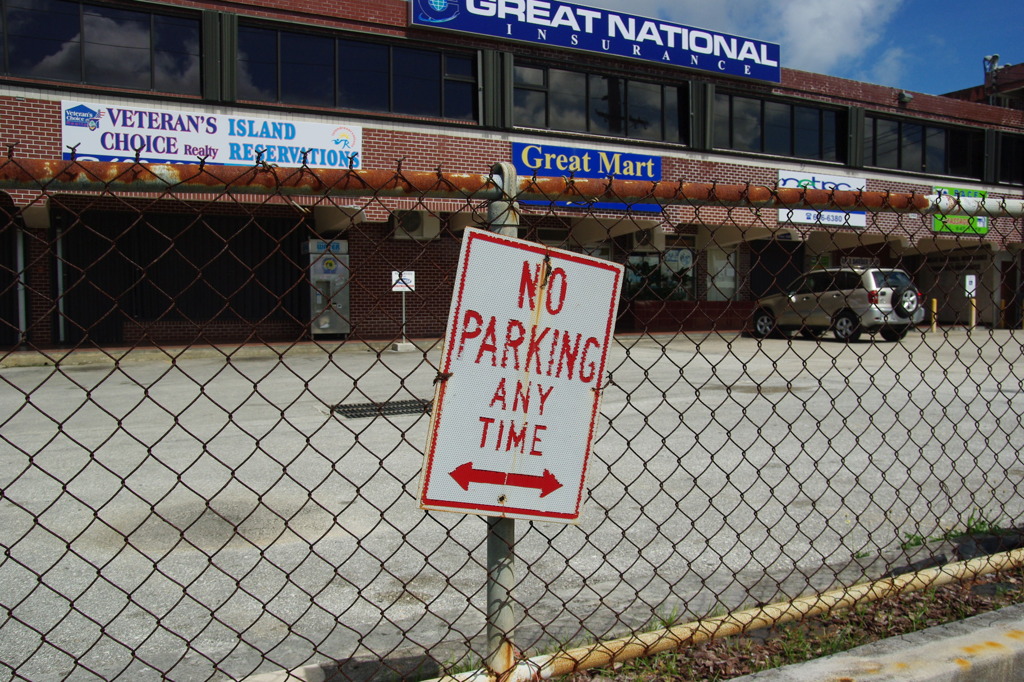 GREAT NATIONAL
INSURANCE
Veteran's
Choice
VETERAN'S
CHOICE Realty
ISLAND
RESERVATIONS
Great Mart
NO
PARKING
ANY
TIME